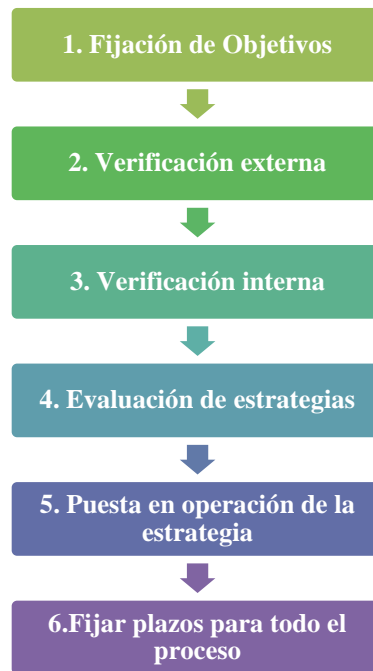 1. Fijación de Objetivos
2. Verificación externa
3. Verificación interna
4. Evaluación de estrategias
5. Puesta en operación de la
estrategia
6.Fijar plazos para todo el
proceso